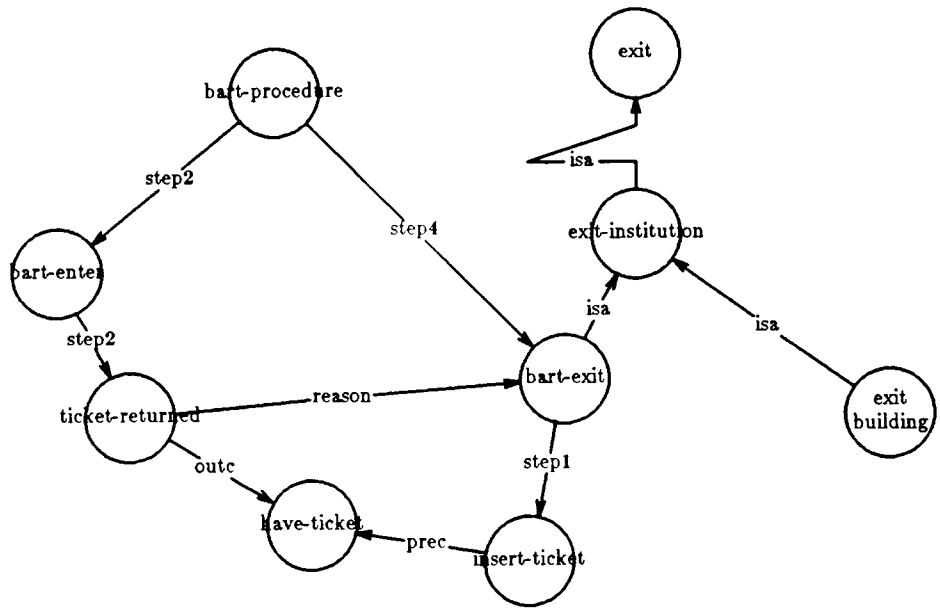 exit
bart-procedure
isa
step2
step4
exit-institution
bart-enter
isa
isa
step2
bart-exit
reason
exit
building
ticket-returned
outc
step1
have-ticket
prec
insert-ticket